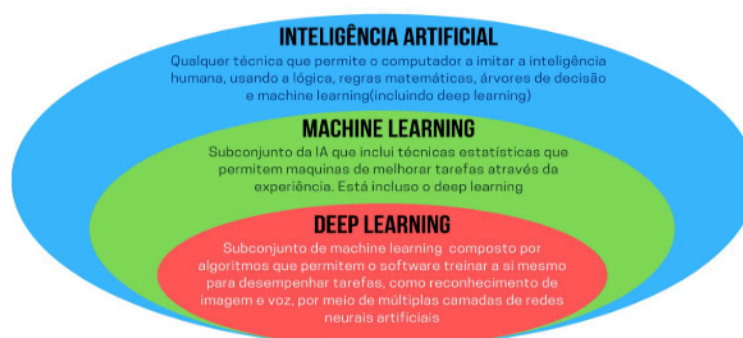 INTELIGÊNCIA ARTIFICIAL
Qualquer técnica que permite o computador a imitar a inteligência
humana, usando a lógica, regras matemáticas, árvores de decisão
e machine learning(incluindo deep learning)
MACHINE LEARNING
Subconjunto da IA que inclui técnicas estatísticas que
permitem maquinas de melhorar tarefas através da
experiência. Está incluso o deep learning
DEEP LEARNING
Subconjunto de machine learning composto por
algoritmos que permitem o software treinar a si mesmo
para desempenhar tarefas, como reconhecimento de
imagem e voz, por meio de múltiplas camadas de redes
neurais artificiais